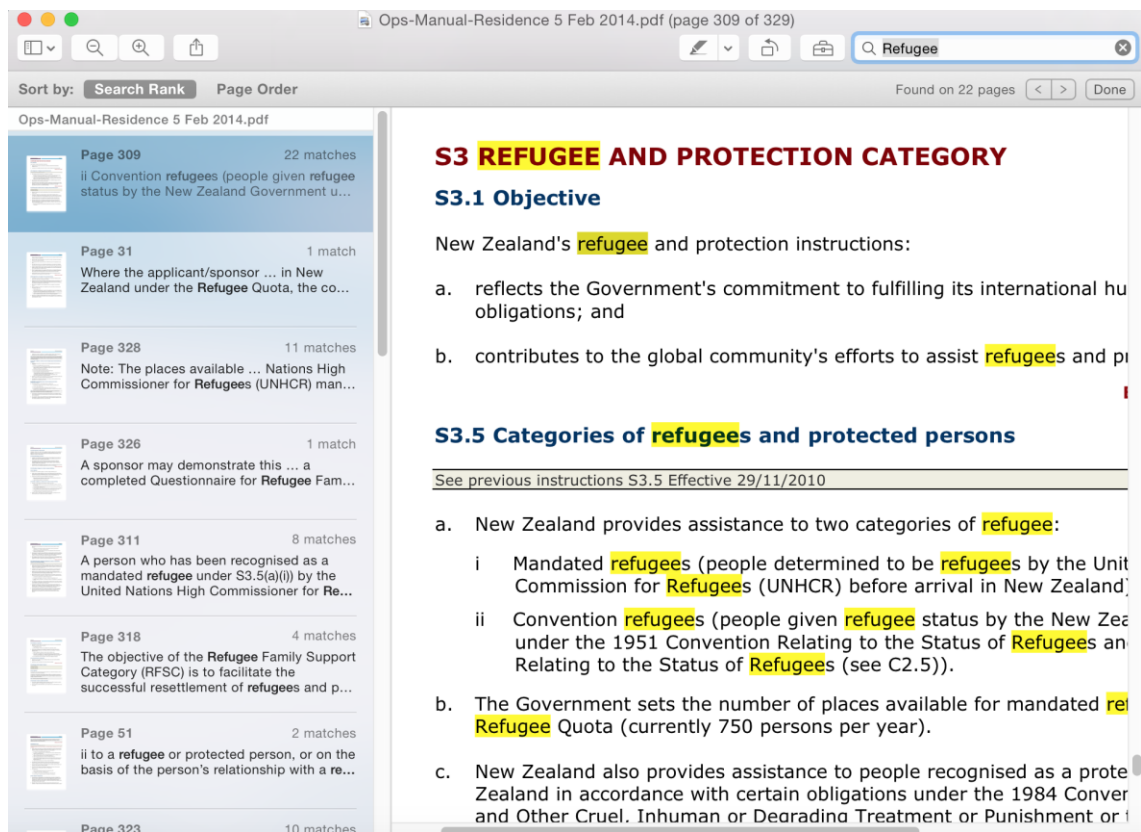 Ops-Manual-Residence 5 Feb 2014.pdf (page 309 of 329)
Refugee
Sort by: Search Rank Page Order
Found on 22 pages < > Done
Ops-Manual-Residence 5 Feb 2014.pdf
Page 309 22 matches
ii Convention refugees (people given refugee
status by the New Zealand Government u...
Page 31 1 match
Where the applicant/sponsor ... in New
Zealand under the Refugee Quota, the co...
Page 328 11 matches
Note: The places available ... Nations High
Commissioner for Refugees (UNHCR) man...
Page 326 1 match
A sponsor may demonstrate this ... a
completed Questionnaire for Refugee Fam...
Page 311 8 matches
A person who has been recognised as a
mandated refugee under S3.5(a)(i)) by the
United Nations High Commissioner for Re...
Page 318 4 matches
The objective of the Refugee Family Support
Category (RFSC) is to facilitate the
successful resettlement of refugees and p...
Page 51 2 matches
ii to a refugee or protected person, or on the
basis of the person's relationship with a re...
Page 323 10 matches
S3 REFUGEE AND PROTECTION CATEGORY
S3.1 Objective
New Zealand's refugee and protection instructions:
a. reflects the Government's commitment to fulfilling its international hu
obligations; and
b. contributes to the global community's efforts to assist refugees and pr
S3.5 Categories of refugees and protected persons
See previous instructions S3.5 Effective 29/11/2010
a. New Zealand provides assistance to two categories of refugee:
i Mandated refugees (people determined to be refugees by the Unit
Commission for Refugees (UNHCR) before arrival in New Zealand)
ii Convention refugees (people given refugee status by the New Zea
under the 1951 Convention Relating to the Status of Refugees an
Relating to the Status of Refugees (see C2.5)).
b. The Government sets the number of places available for mandated ref
Refugee Quota (currently 750 persons per year).
c. New Zealand also provides assistance to people recognised as a prote
Zealand in accordance with certain obligations under the 1984 Conver
and Other Cruel, Inhuman or Degrading Treatment or Punishment or